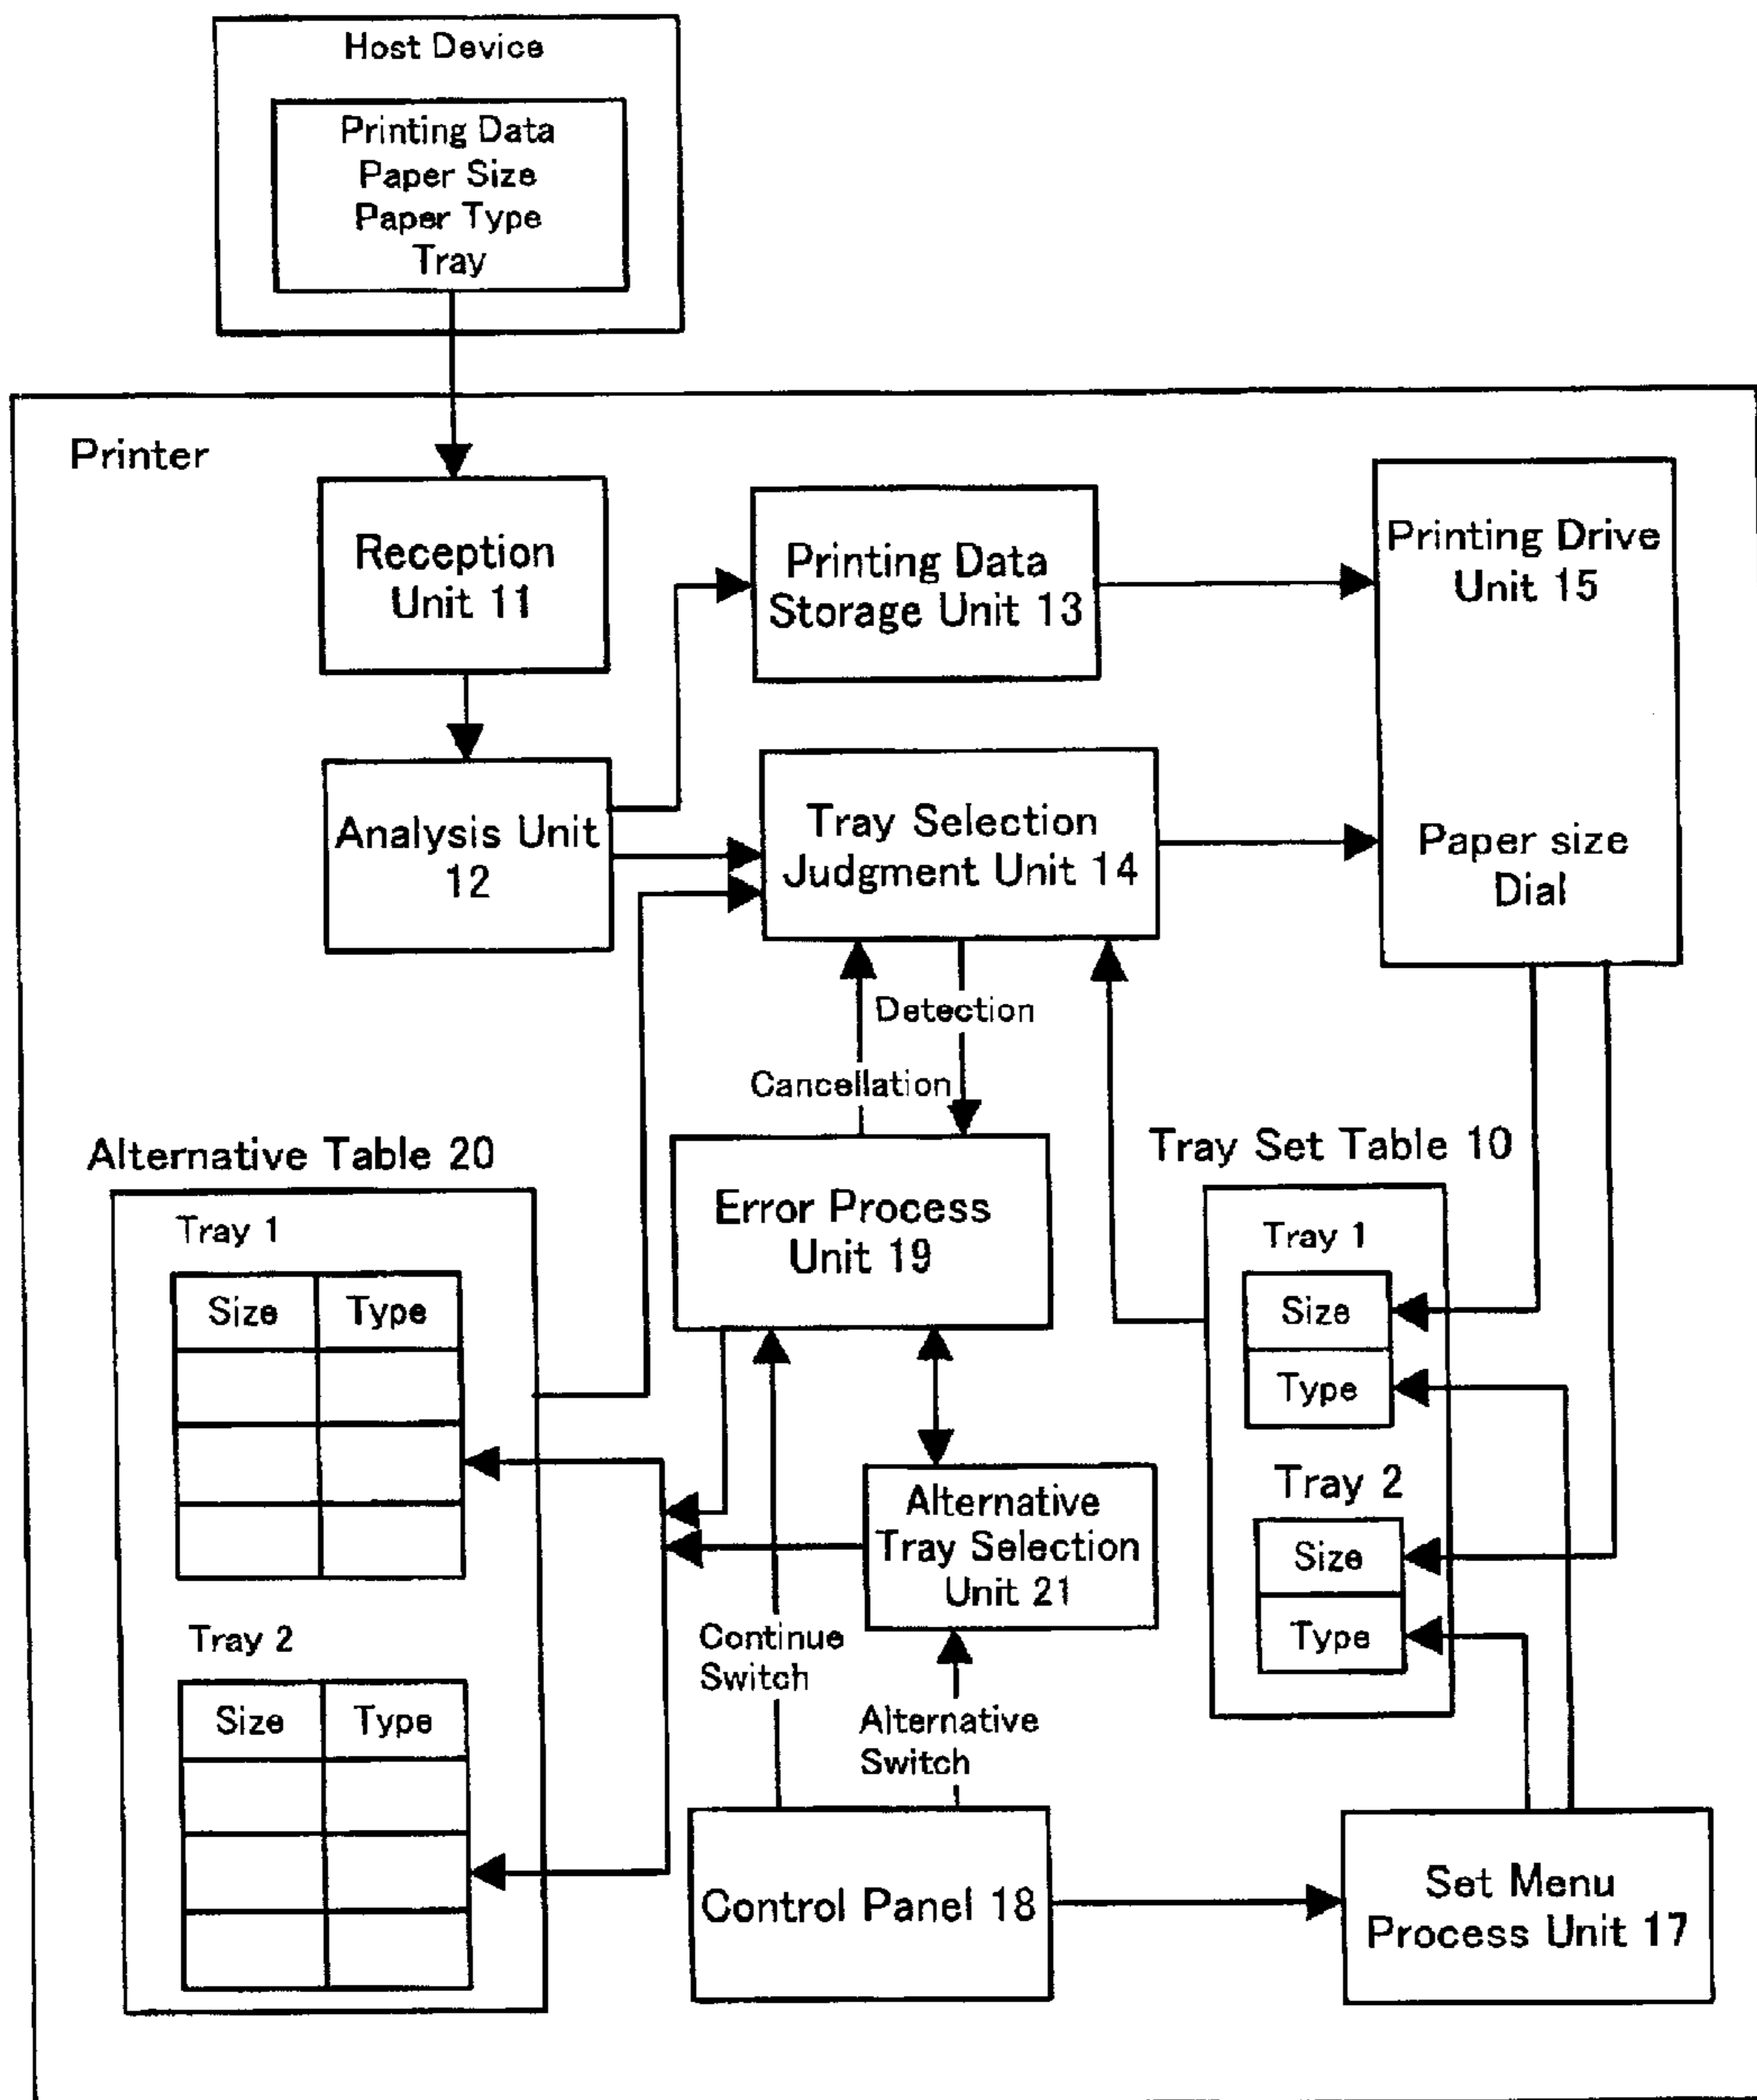 Host Device
Printing Data
Paper Size
Paper Type
Tray
Printer
Reception
Unit 11
Printing Data
Storage Unit 13
Printing Drive
Unit 15
Analysis Unit
12
Tray Selection
Judgment Unit 14
Paper size
Dial
Detection
Cancellation
Alternative Table 20
Tray 1
Size Type
Tray 2
Size Type
Error Process
Unit 19
Tray Set Table 10
Tray 1
Size
Type
Tray 2
Size
Type
Alternative
Tray Selection
Unit 21
Continue
Switch
Alternative
Switch
Control Panel 18
Set Menu
Process Unit 17